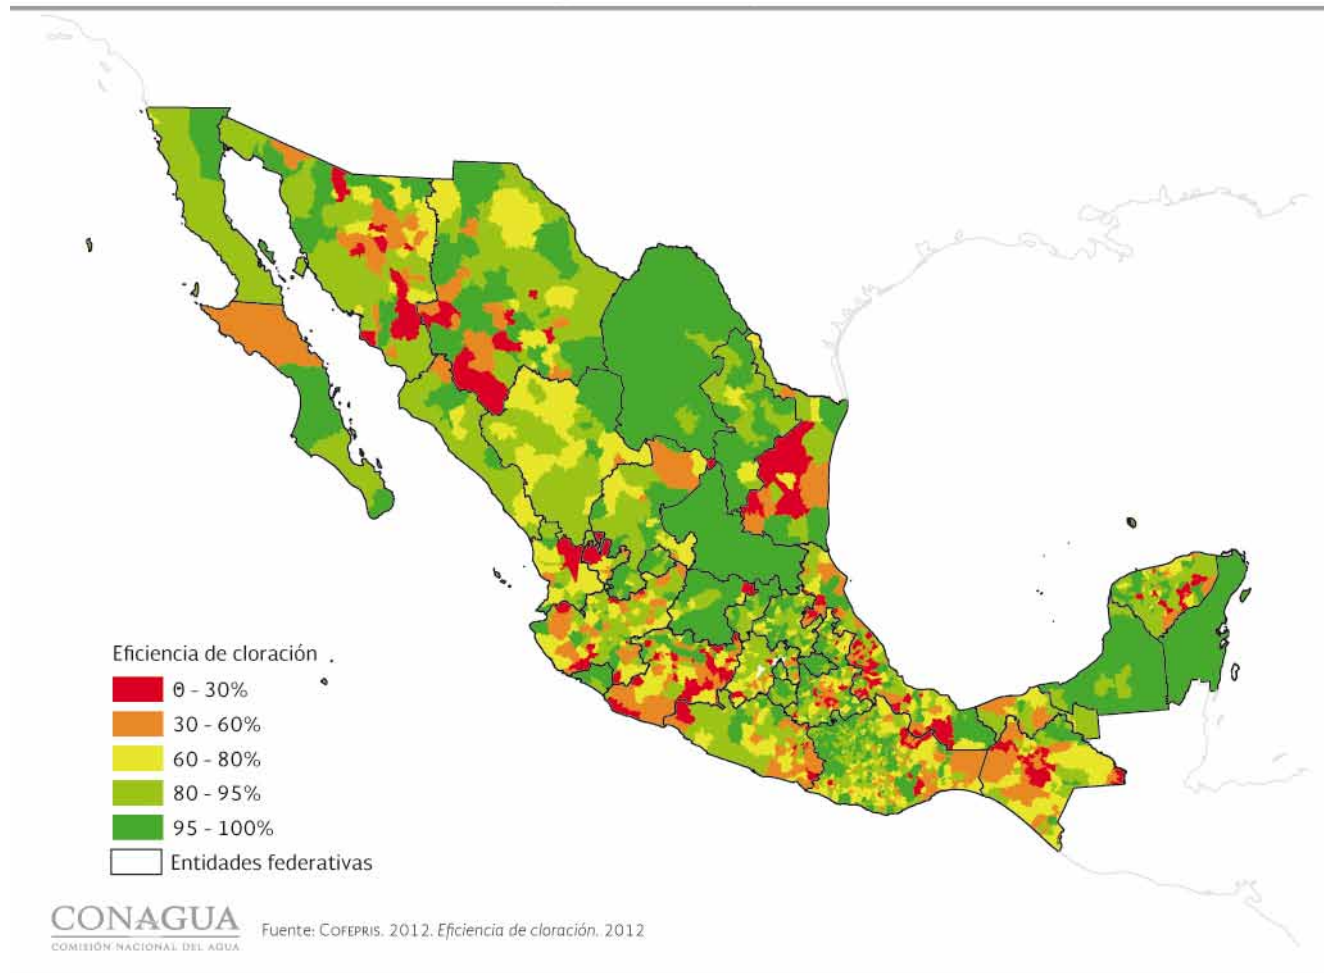 Eficiencia de cloración
0 - 30%
30 - 60%
60 - 80%
80 - 95%
95 - 100%
Entidades federativas
CONAGUA
COMISIÓN NACIONAL DEL AGUA
Fuente: COFEPRIS. 2012. Eficiencia de cloración. 2012